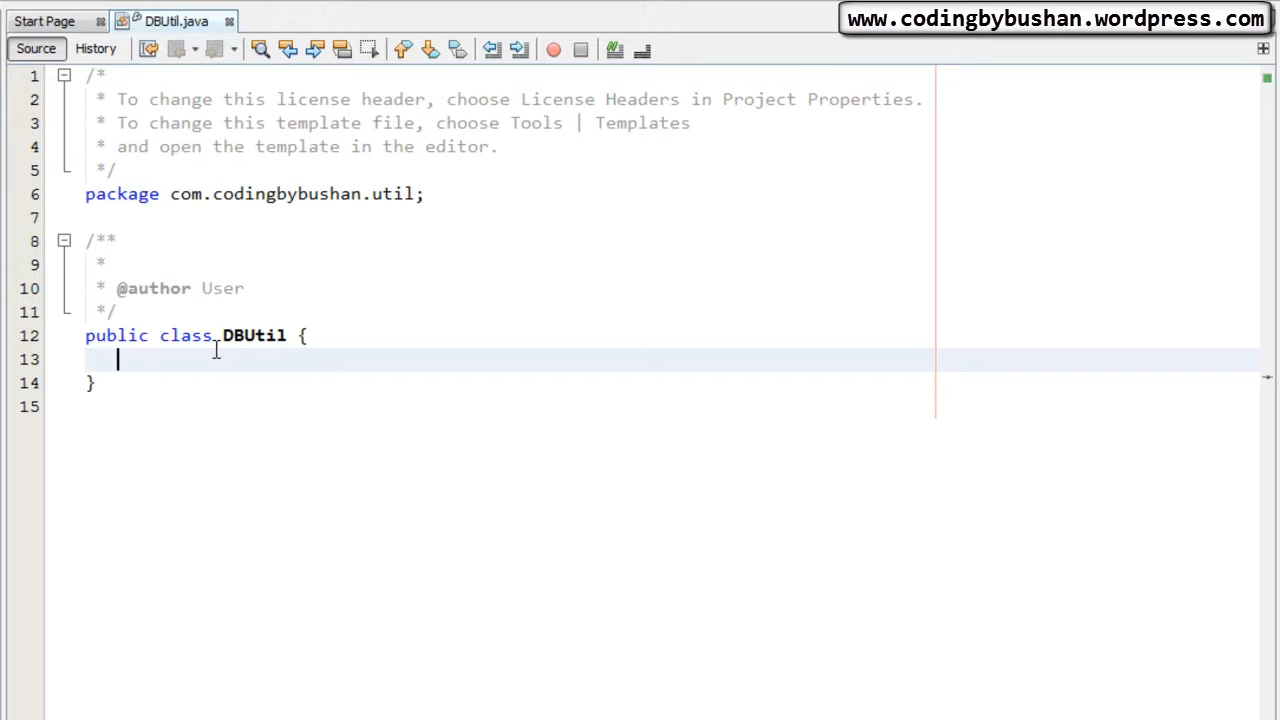 Start Page DBUtil.java www.codingbybushan.wordpress.com
Source History
1 /*
2 * To change this license header, choose License Headers in Project Properties.
3 * To change this template file, choose Tools | Templates
4 * and open the template in the editor.
5 */
6 package com.codingbybushan.util;
7
8 /**
9 *
10 * @author User
11 */
12 public class DBUtil {
13
14 }
15